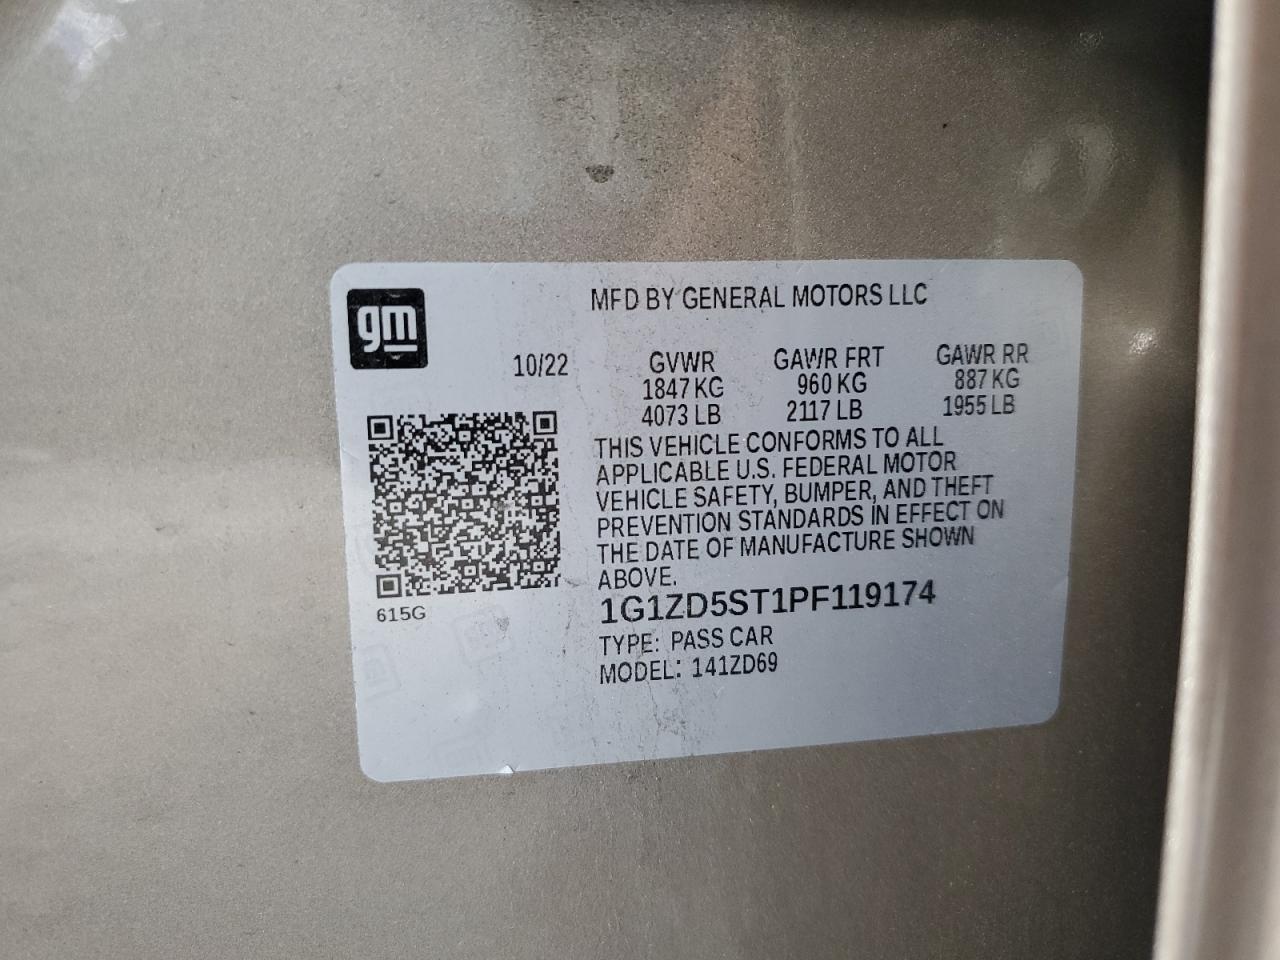 gm
MFD BY GENERAL MOTORS LLC
10/22 GVWR GAWR FRT GAWR RR
1847 KG 960 KG 887 KG
4073 LB 2117 LB 1955 LB
THIS VEHICLE CONFORMS TO ALL
APPLICABLE U.S. FEDERAL MOTOR
VEHICLE SAFETY, BUMPER, AND THEFT
PREVENTION STANDARDS IN EFFECT ON
THE DATE OF MANUFACTURE SHOWN
ABOVE.
615G
1G1ZD5ST1PF119174
TYPE: PASS CAR
MODEL: 141ZD69